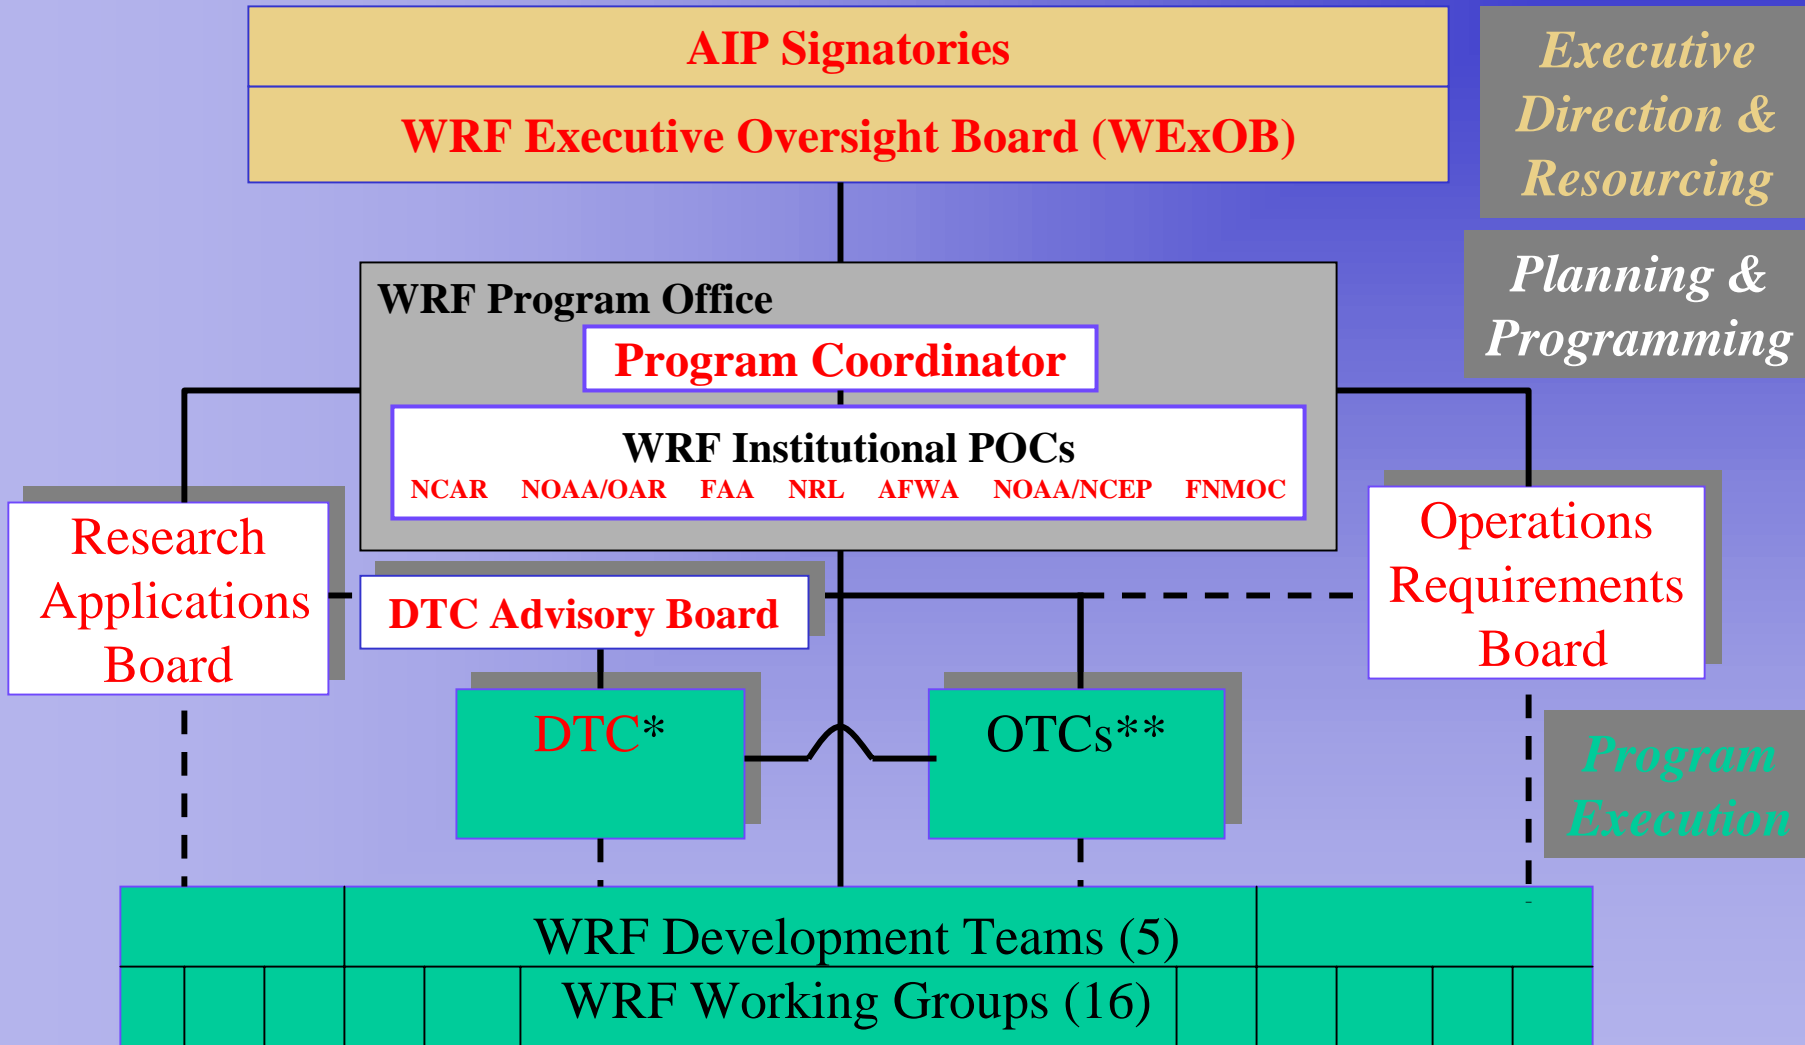 AIP Signatories
WRF Executive Oversight Board (WExOB)
Executive
Direction &
Resourcing
Planning &
Programming
WRF Program Office
Program Coordinator
WRF Institutional POCs
NCAR NOAA/OAR FAA NRL AFWA NOAA/NCEP FNMOC
Research
Applications
Board
DTC Advisory Board
Operations
Requirements
Board
DTC*
OTCs**
Program
Execution
WRF Development Teams (5)
WRF Working Groups (16)